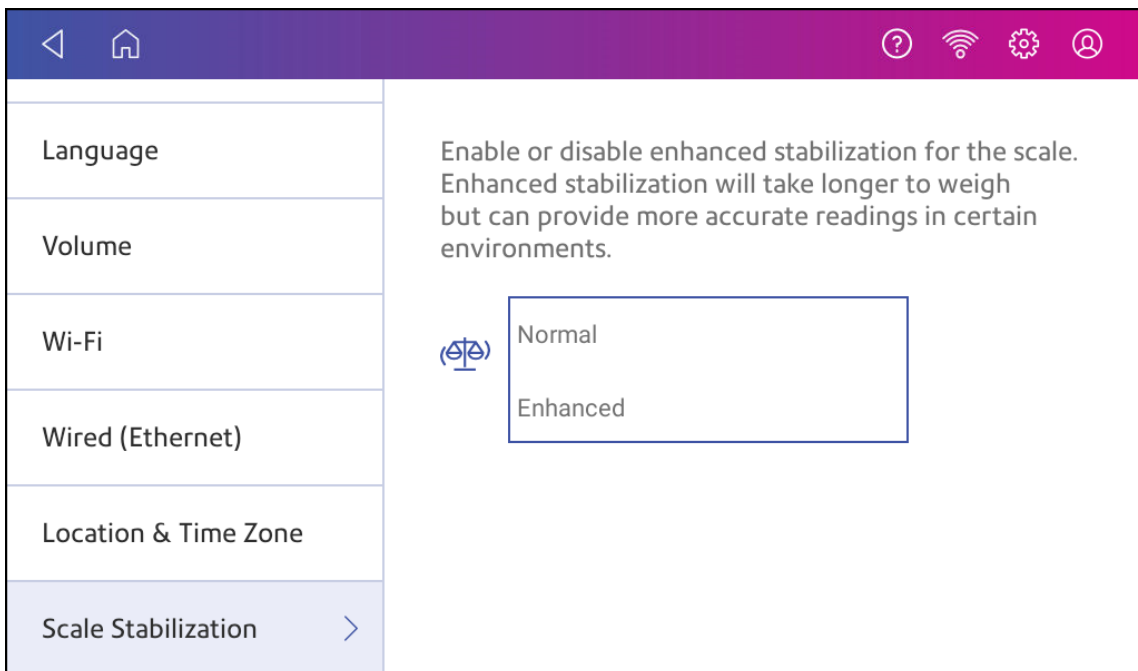 Language
Volume
Wi-Fi
Wired (Ethernet)
Location & Time Zone
Scale Stabilization
Enable or disable enhanced stabilization for the scale.
Enhanced stabilization will take longer to weigh
but can provide more accurate readings in certain
environments.
Normal
Enhanced